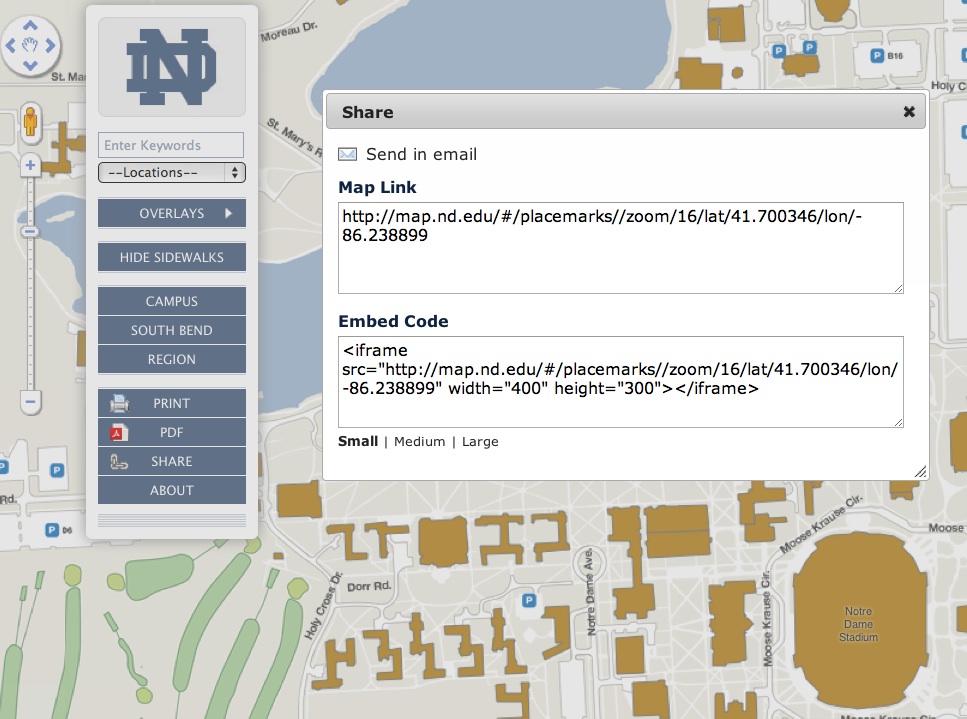 Moreau Dr.
St. Ma
St. Mary's R
B16
Holy C
ND
Enter Keywords
--Locations--
OVERLAYS
HIDE SIDEWALKS
CAMPUS
SOUTH BEND
REGION
PRINT
PDF
SHARE
ABOUT
Share
Send in email
Map Link
http://map.nd.edu/#/placemarks//zoom/16/lat/41.700346/lon/-
86.238899
Embed Code
<iframe
src="http://map.nd.edu/#/placemarks//zoom/16/lat/41.700346/lon/
-86.238899" width="400" height="300"></iframe>
Small | Medium | Large
P
P
P
P
P
Rd.
P
D6
Holy Cross Dr.
Dorr Rd.
P
Notre Dame Ave.
Moose Krause Cir.
Moose Krause Cir.
Moose
Notre
Dame
Stadium
Moose Krause Cir.